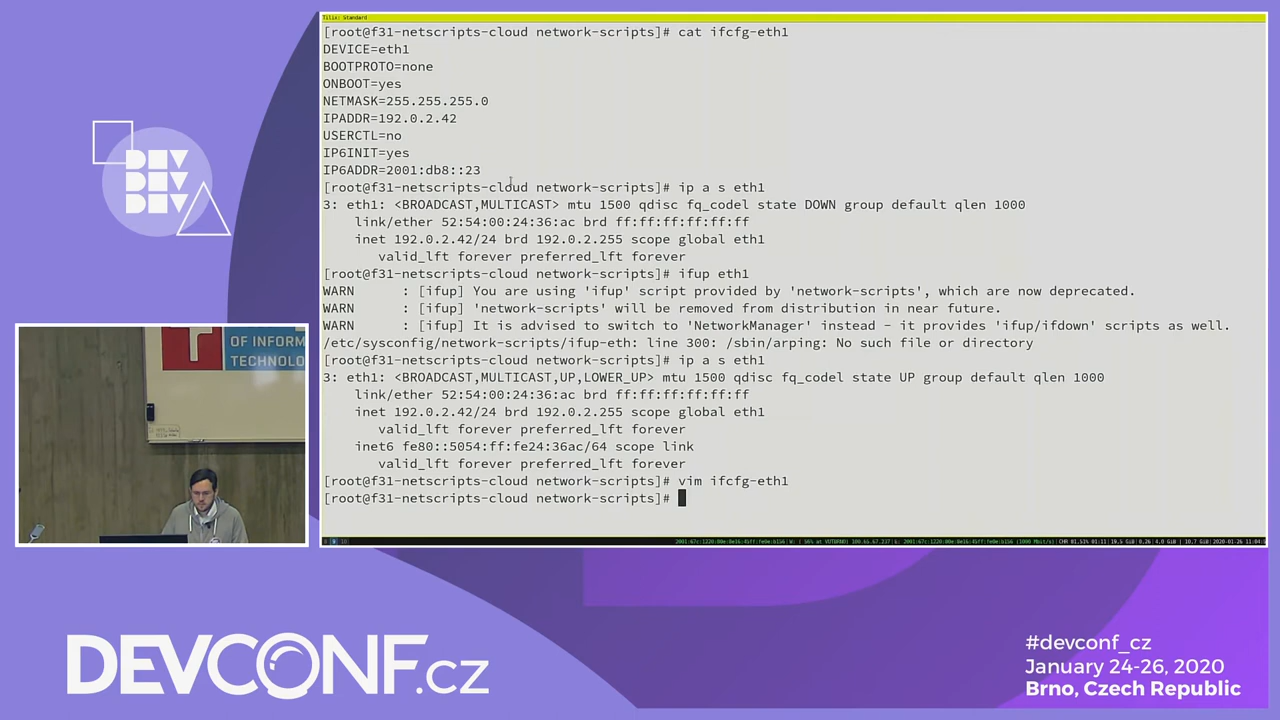 Tilix: Standard
[root@f31-netscripts-cloud network-scripts]# cat ifcfg-eth1
DEVICE=eth1
BOOTPROTO=none
ONBOOT=yes
NETMASK=255.255.255.0
IPADDR=192.0.2.42
USERCTL=no
IP6INIT=yes
IP6ADDR=2001:db8::23
[root@f31-netscripts-cloud network-scripts]# ip a s eth1
3: eth1: <BROADCAST,MULTICAST> mtu 1500 qdisc fq_codel state DOWN group default qlen 1000
link/ether 52:54:00:24:36:ac brd ff:ff:ff:ff:ff:ff
inet 192.0.2.42/24 brd 192.0.2.255 scope global eth1
valid_lft forever preferred_lft forever
[root@f31-netscripts-cloud network-scripts]# ifup eth1
WARN : [ifup] You are using 'ifup' script provided by 'network-scripts', which are now deprecated.
WARN : [ifup] 'network-scripts' will be removed from distribution in near future.
WARN : [ifup] It is advised to switch to 'NetworkManager' instead - it provides 'ifup/ifdown' scripts as well.
/etc/sysconfig/network-scripts/ifup-eth: line 300: /sbin/arping: No such file or directory
[root@f31-netscripts-cloud network-scripts]# ip a s eth1
3: eth1: <BROADCAST,MULTICAST,UP,LOWER_UP> mtu 1500 qdisc fq_codel state UP group default qlen 1000
link/ether 52:54:00:24:36:ac brd ff:ff:ff:ff:ff:ff
inet 192.0.2.42/24 brd 192.0.2.255 scope global eth1
valid_lft forever preferred_lft forever
inet6 fe80::5054:ff:fe24:36ac/64 scope link
valid_lft forever preferred_lft forever
[root@f31-netscripts-cloud network-scripts]# vim ifcfg-eth1
[root@f31-netscripts-cloud network-scripts]#
DEV
DEV
DEV
OF INFORM
TECHNOLO
DEVCONF.cz
#devconf_cz
January 24-26, 2020
Brno, Czech Republic